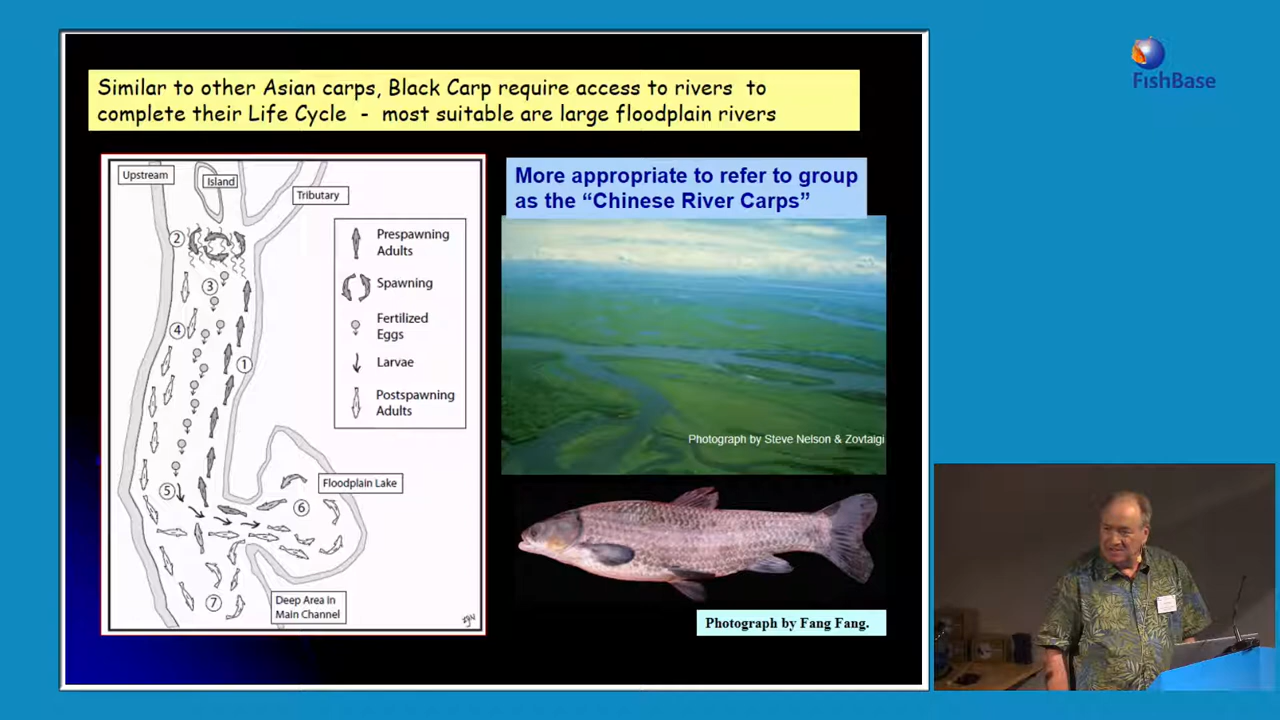 FishBase
Similar to other Asian carps, Black Carp require access to rivers to
complete their Life Cycle - most suitable are large floodplain rivers
Upstream
Island
Tributary
2
3
4
1
5
6
7
Prespawning
Adults
Spawning
Fertilized
Eggs
Larvae
Postspawning
Adults
Floodplain Lake
Deep Area in
Main Channel
More appropriate to refer to group
as the “Chinese River Carps”
Photograph by Steve Nelson & Zovtaigi
Photograph by Fang Fang.